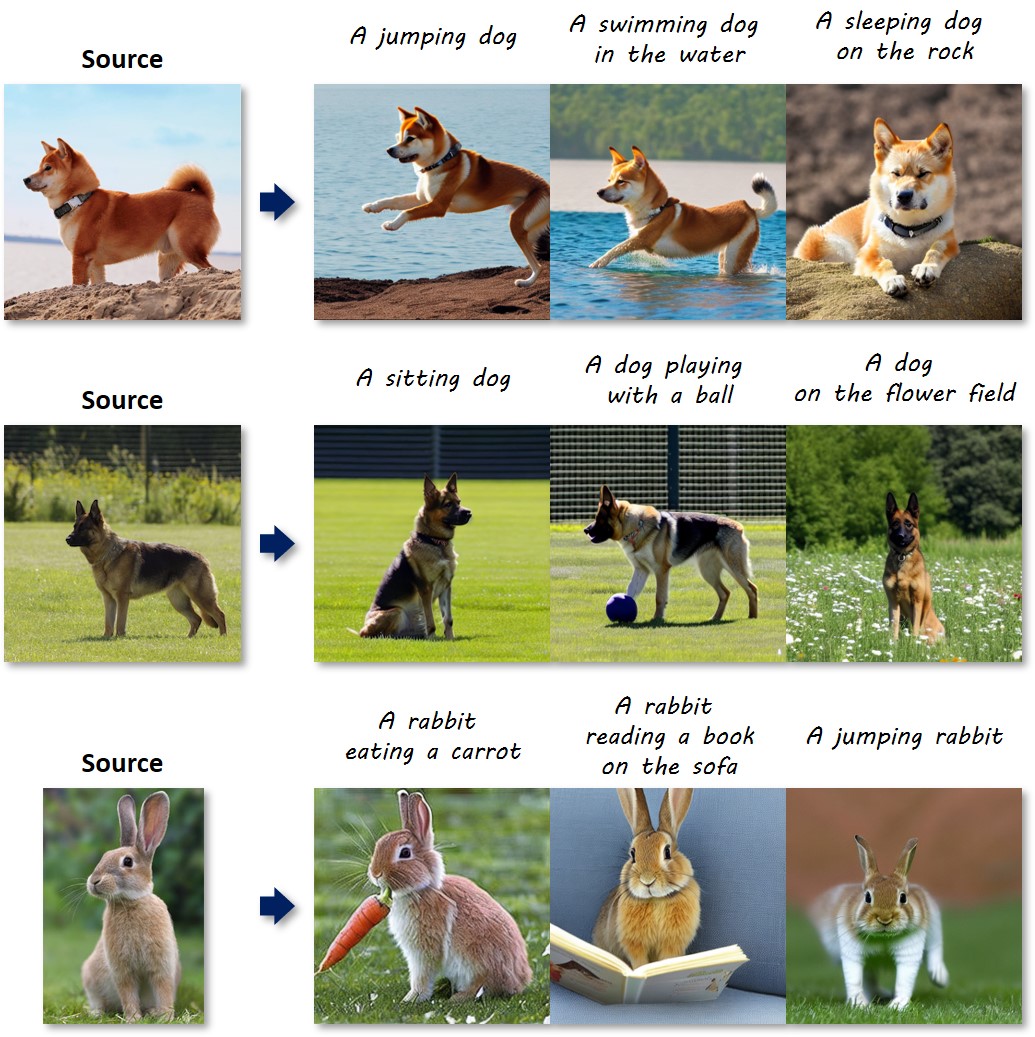 Source
A jumping dog
A swimming dog
in the water
A sleeping dog
on the rock
Source
A sitting dog
A dog playing
with a ball
A dog
on the flower field
Source
A rabbit
eating a carrot
A rabbit
reading a book
on the sofa
A jumping rabbit